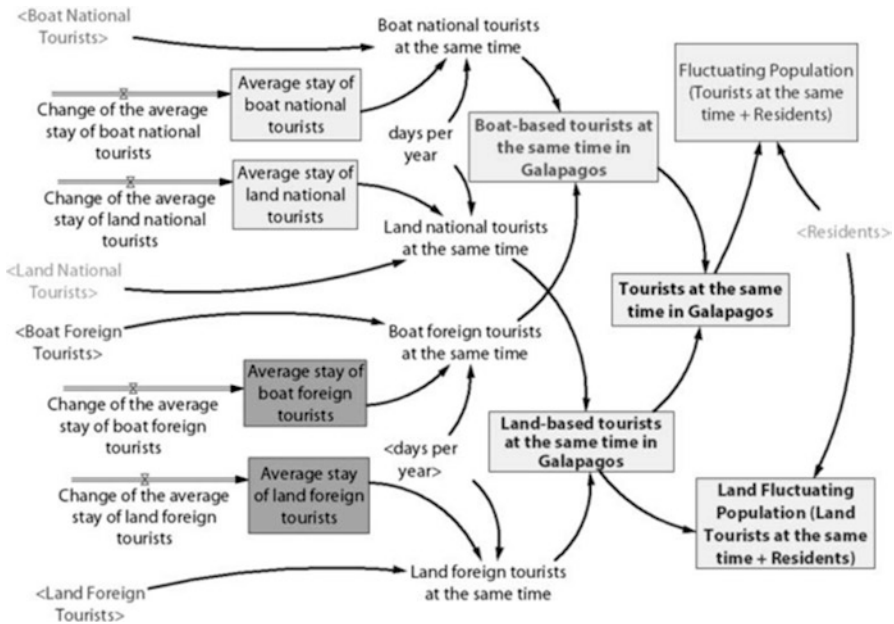 <Boat National
Tourists>
Boat national tourists
at the same time
Fluctuating Population
(Tourists at the same
time + Residents)
Change of the average
stay of boat national
tourists
Average stay of
boat national
tourists
days per
year
Boat-based tourists at
the same time in
Galapagos
Change of the average
stay of land national
tourists
Average stay of
land national
tourists
Land national tourists
at the same time
<Residents>
<Land National
Tourists>
Tourists at the same
time in Galapagos
<Boat Foreign
Tourists>
Boat foreign tourists
at the same time
Change of the average
stay of boat foreign
tourists
Average stay of
boat foreign
tourists
<days per
year>
Land-based tourists
at the same time in
Galapagos
Change of the average
stay of land foreign
tourists
Average stay
of land foreign
tourists
Land Fluctuating
Population (Land
Tourists at the same
time + Residents)
Land foreign tourists
at the same time
<Land Foreign
Tourists>